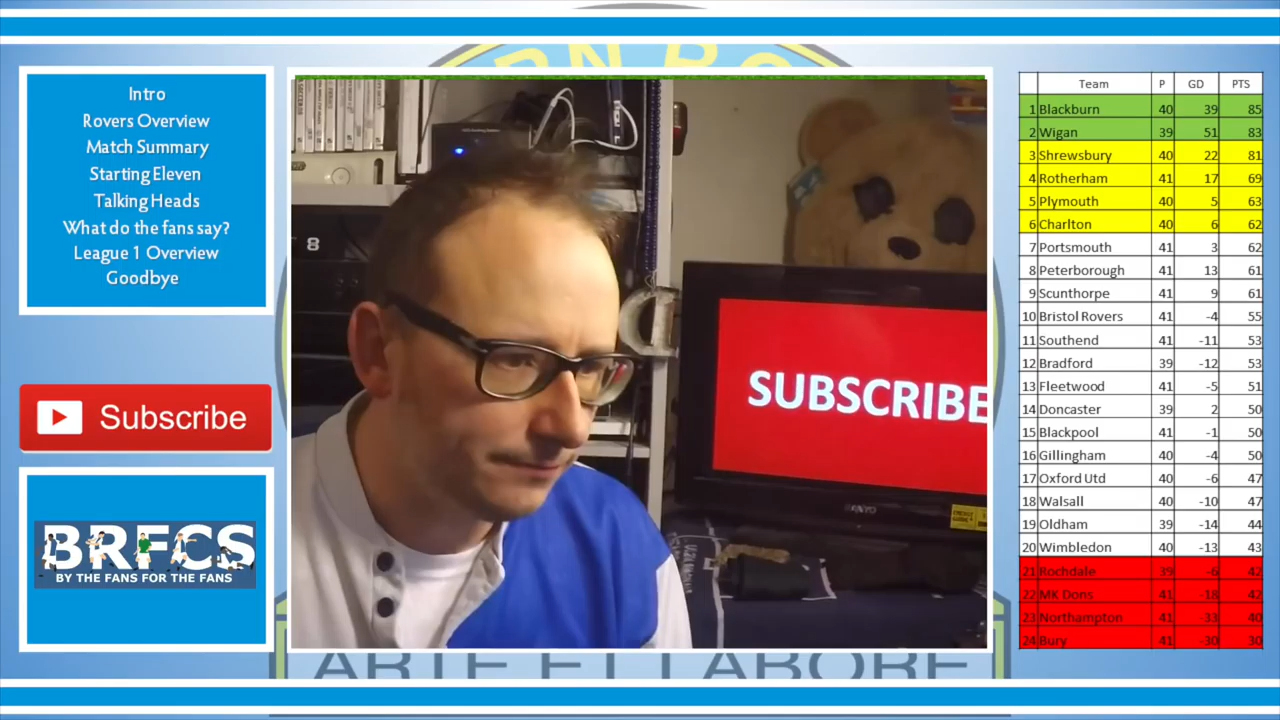 RN RO
Intro
Rovers Overview
Match Summary
Starting Eleven
Talking Heads
What do the fans say?
League 1 Overview
Goodbye
Subscribe
BRFCS
BY THE FANS FOR THE FANS
8
SUBSCRIBE
SANYO
ARTE ET LABORE
Team P GD PTS
1 Blackburn 40 39 85
2 Wigan 39 51 83
3 Shrewsbury 40 22 81
4 Rotherham 41 17 69
5 Plymouth 40 5 63
6 Charlton 40 6 62
7 Portsmouth 41 3 62
8 Peterborough 41 13 61
9 Scunthorpe 41 9 61
10 Bristol Rovers 41 -4 55
11 Southend 41 -11 53
12 Bradford 39 -12 53
13 Fleetwood 41 -5 51
14 Doncaster 39 2 50
15 Blackpool 41 -1 50
16 Gillingham 40 -4 50
17 Oxford Utd 40 -6 47
18 Walsall 40 -10 47
19 Oldham 39 -14 44
20 Wimbledon 40 -13 43
21 Rochdale 39 -6 42
22 MK Dons 41 -18 42
23 Northampton 41 33 40
24 Bury 41 -30 30